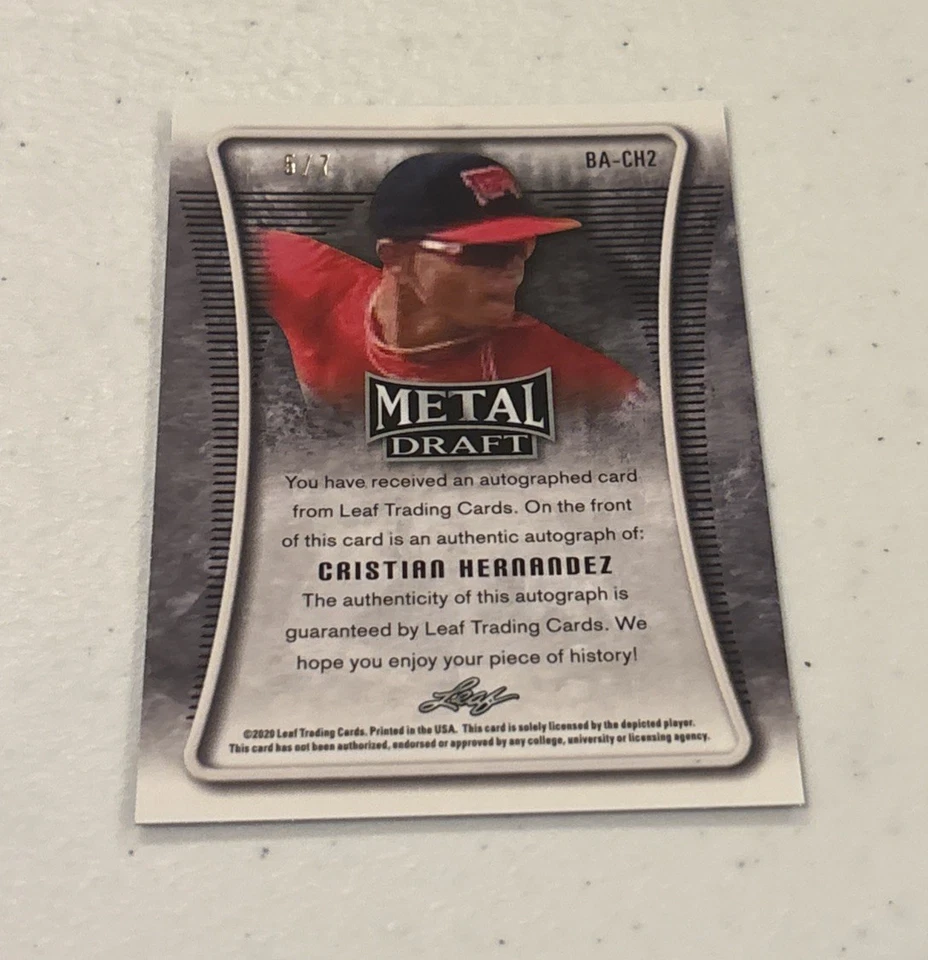 6/7
BA-CH2
METAL
DRAFT
You have received an autographed card
from Leaf Trading Cards. On the front
of this card is an authentic autograph of:
CRISTIAN HERNANDEZ
The authenticity of this autograph is
guaranteed by Leaf Trading Cards. We
hope you enjoy your piece of history!
Leaf
©2020 Leaf Trading Cards. Printed in the USA. This card is solely licensed by the depicted player.
This card has not been authorized, endorsed or approved by any college, university or licensing agency.